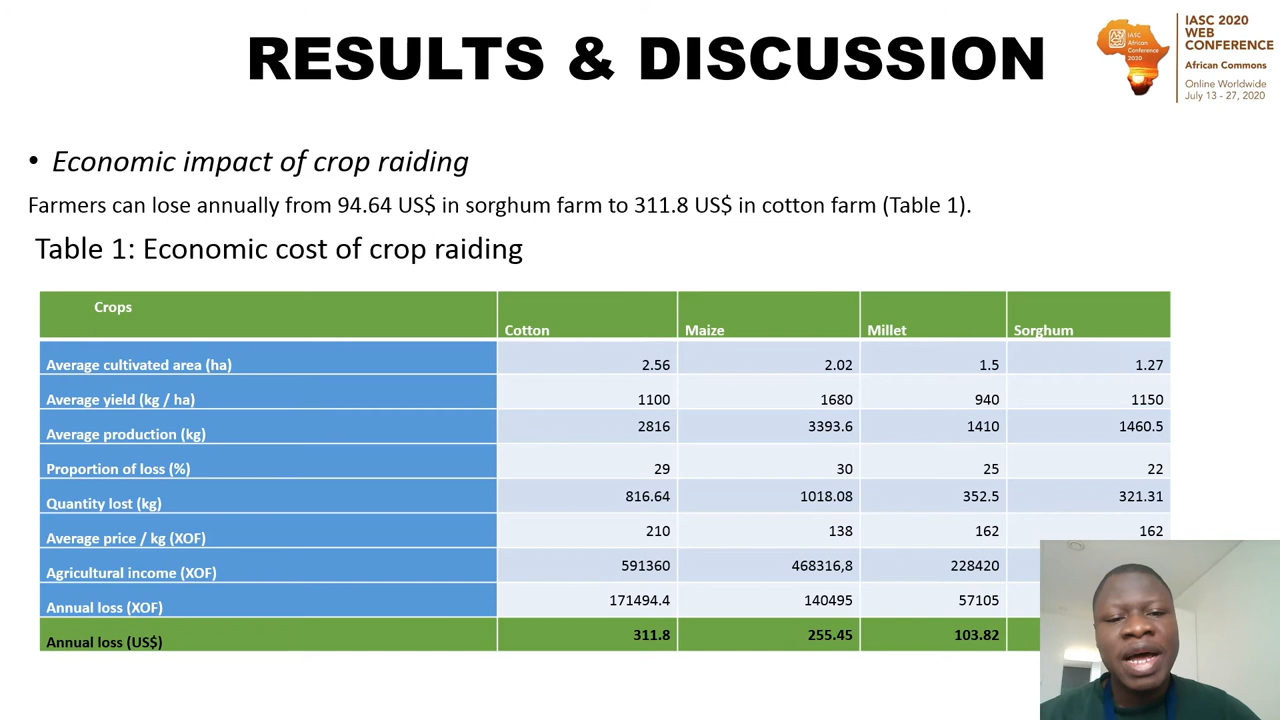 RESULTS & DISCUSSION
IASC 2020
WEB
CONFERENCE
African Commons
Online Worldwide
July 13 - 27, 2020
IASC
African
Conference
2020
• Economic impact of crop raiding
Farmers can lose annually from 94.64 US$ in sorghum farm to 311.8 US$ in cotton farm (Table 1).
Table 1: Economic cost of crop raiding
Crops Cotton Maize Millet Sorghum
Average cultivated area (ha) 2.56 2.02 1.5 1.27
Average yield (kg / ha) 1100 1680 940 1150
Average production (kg) 2816 3393.6 1410 1460.5
Proportion of loss (%) 29 30 25 22
Quantity lost (kg) 816.64 1018.08 352.5 321.31
Average price / kg (XOF) 210 138 162 162
Agricultural income (XOF) 591360 468316,8 228420
Annual loss (XOF) 171494.4 140495 57105
Annual loss (US$) 311.8 255.45 103.82